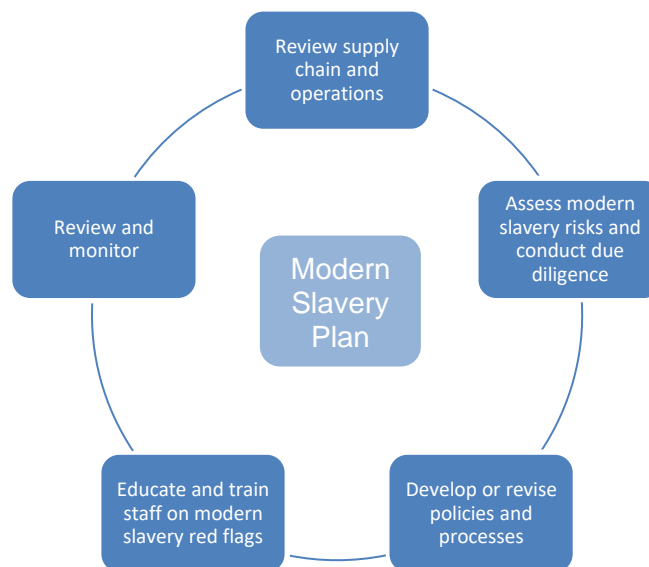 Review supply
chain and
operations
Assess modern
slavery risks and
conduct due
diligence
Develop or revise
policies and
processes
Educate and train
staff on modern
slavery red flags
Review and
monitor
Modern
Slavery
Plan